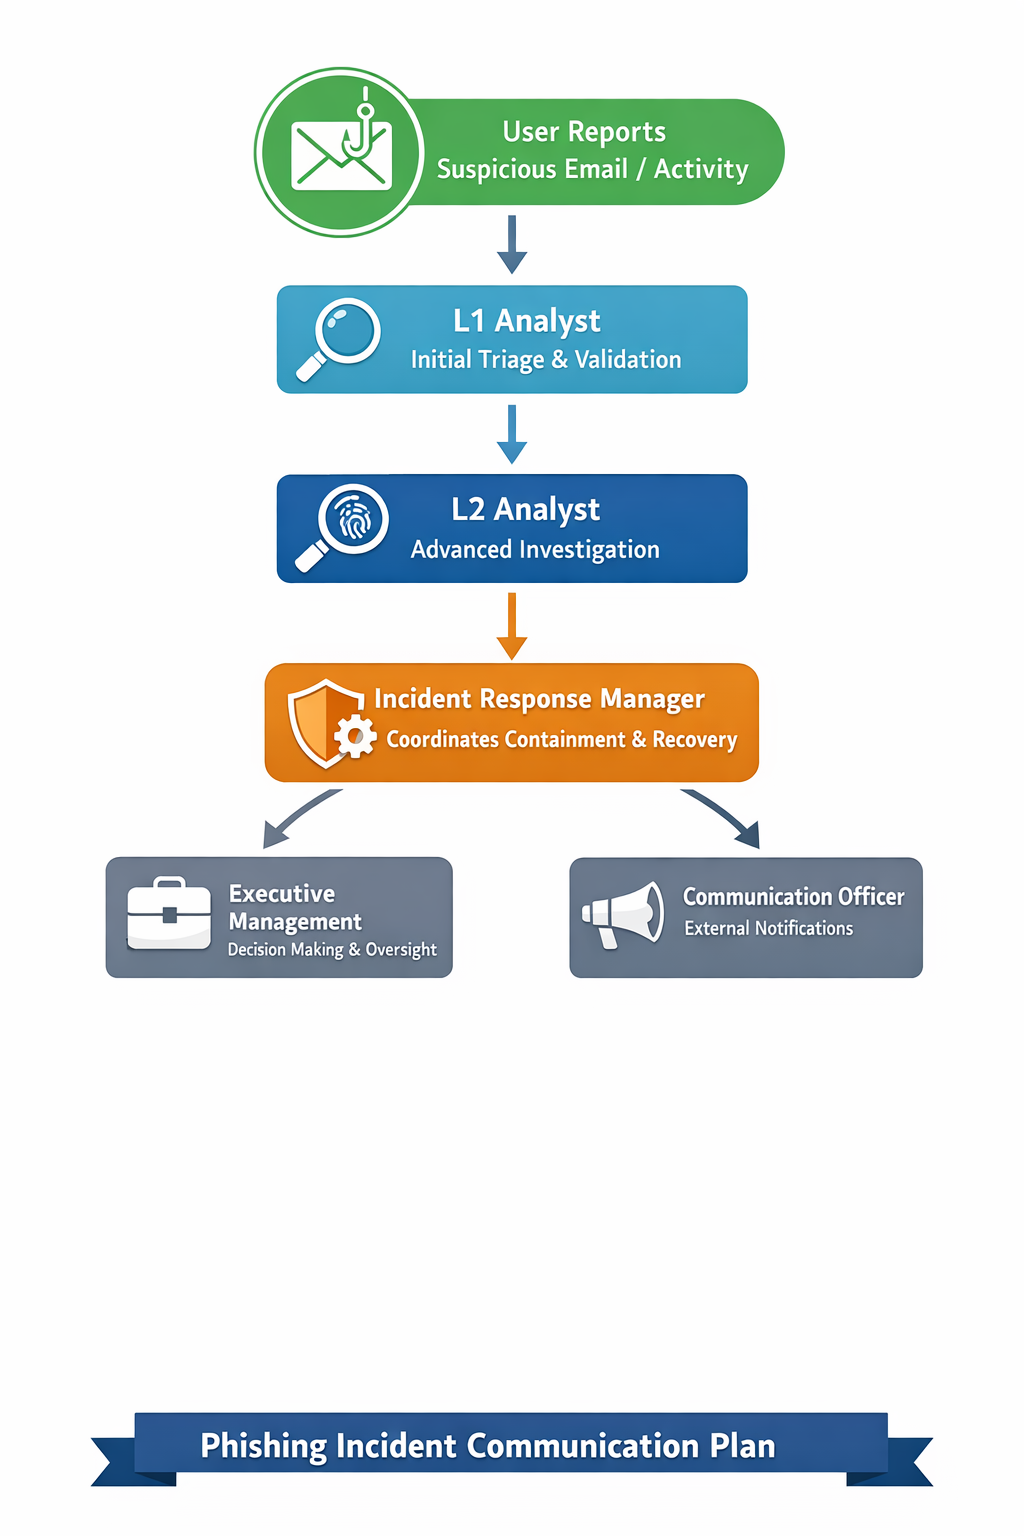 User Reports
Suspicious Email / Activity
L1 Analyst
Initial Triage & Validation
L2 Analyst
Advanced Investigation
Incident Response Manager
Coordinates Containment & Recovery
Executive
Management
Decision Making & Oversight
Communication Officer
External Notifications
Phishing Incident Communication Plan